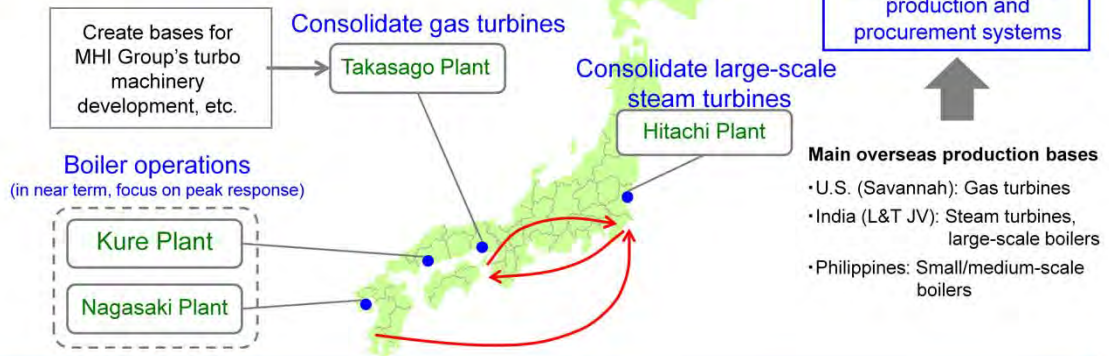 Create bases for
MHI Group's turbo
machinery
development, etc.
Consolidate gas turbines
Takasago Plant
Consolidate large-scale
steam turbines
Hitachi Plant
Boiler operations
(in near term, focus on peak response)
Kure Plant
Nagasaki Plant
production and
procurement systems
Main overseas production bases
・U.S. (Savannah): Gas turbines
・India (L&T JV): Steam turbines,
large-scale boilers
・Philippines: Small/medium-scale
boilers